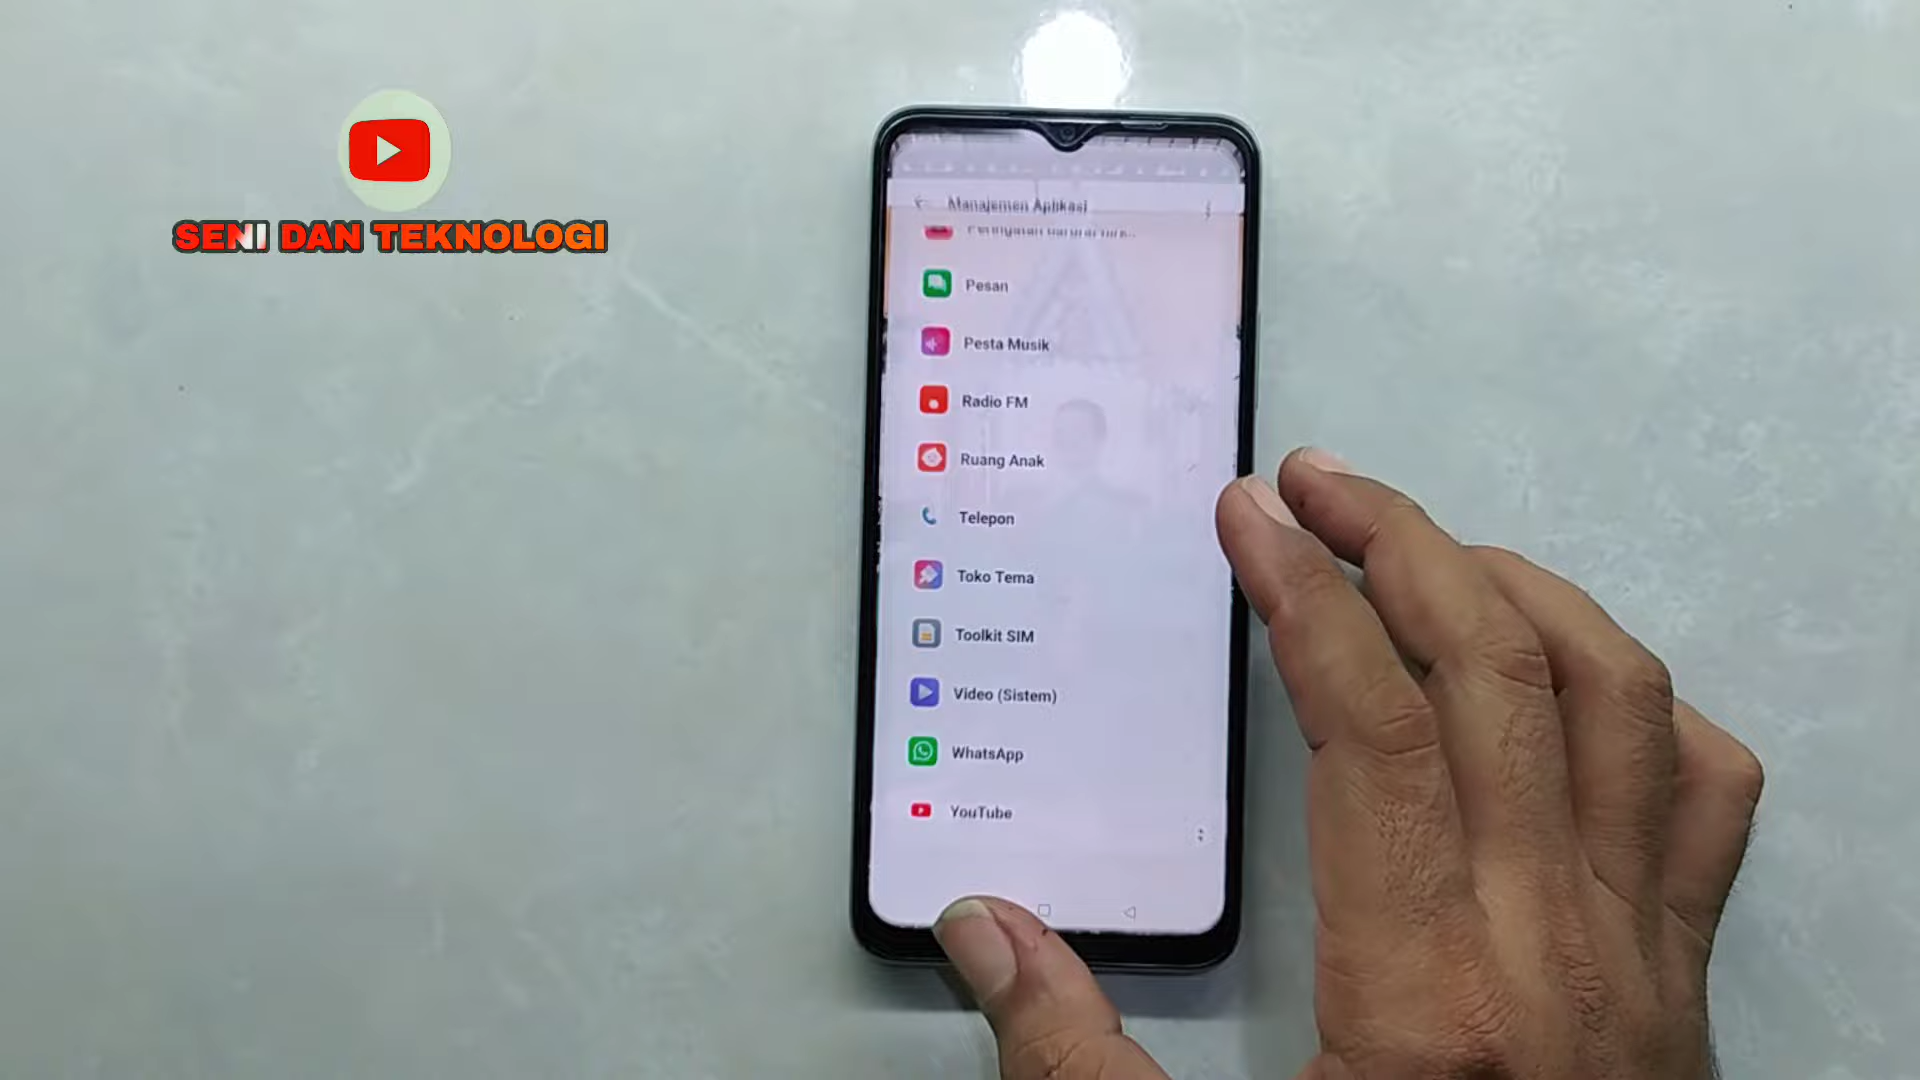 SENI DAN TEKNOLOGI
Manajemen Aplikasi
Pesan
Pesta Musik
Radio FM
Ruang Anak
Telepon
Toko Tema
Toolkit SIM
Video (Sistem)
WhatsApp
YouTube